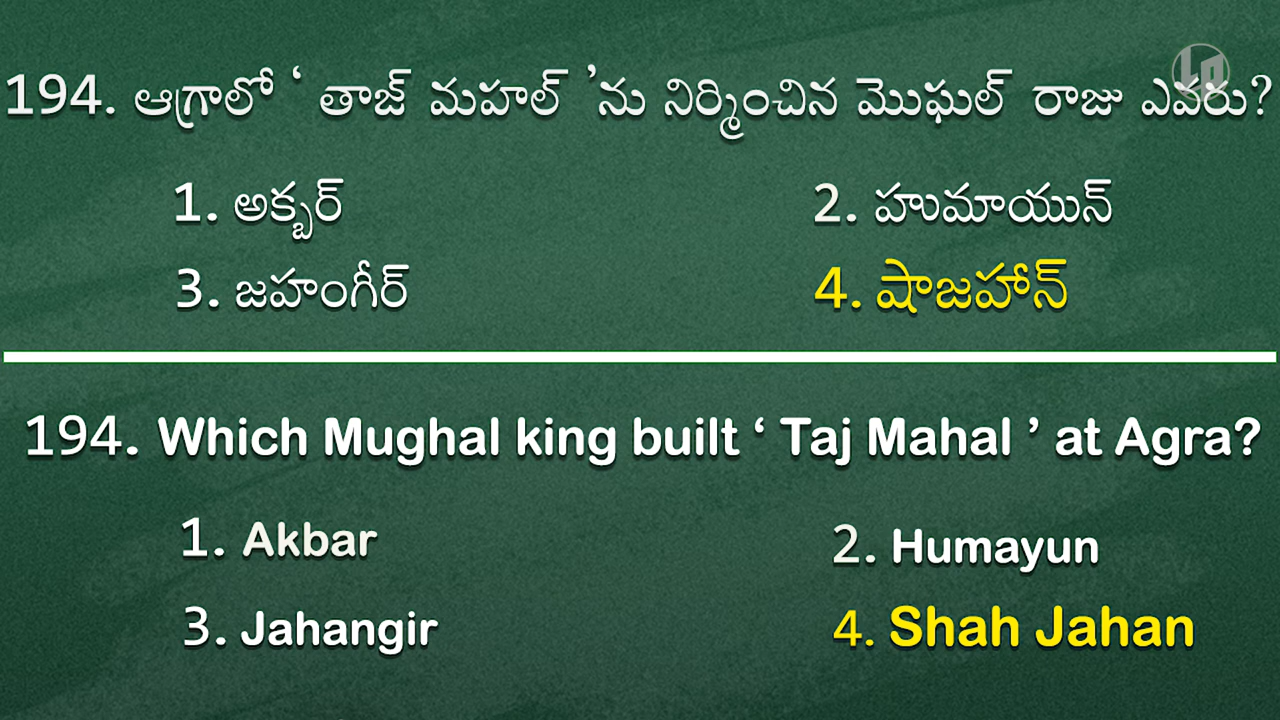 194. ఆగ్రాలో ‘ తాజ్ మహల్ ’ను నిర్మించిన మొఘల్ రాజు ఎవరు?
1. అక్బర్ 2. హుమాయున్
3. జహంగీర్ 4. షాజహాన్
194. Which Mughal king built ‘ Taj Mahal ’ at Agra?
1. Akbar 2. Humayun
3. Jahangir 4. Shah Jahan